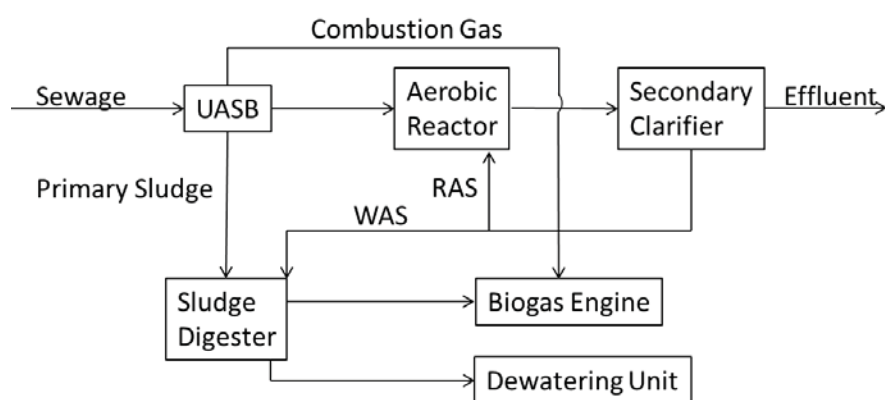 Combustion Gas
Sewage
UASB
Aerobic
Reactor
Secondary
Clarifier
Effluent
Primary Sludge
RAS
WAS
Sludge
Digester
Biogas Engine
Dewatering Unit